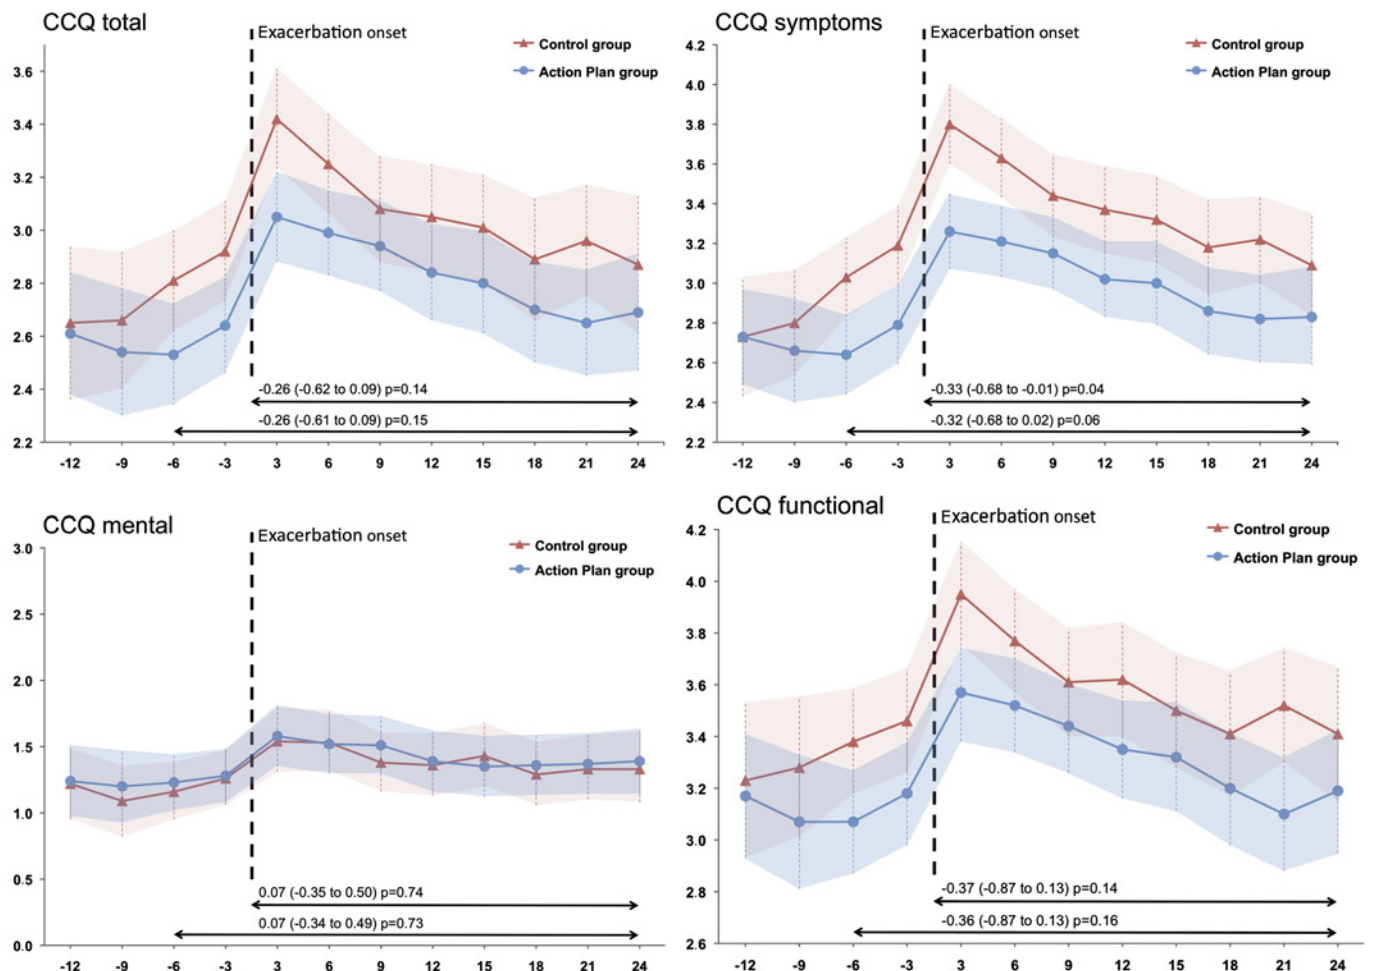 CCQ total
Exacerbation onset
Control group
Action Plan group
3.6
3.4
3.2
3.0
2.8
2.6
2.4
2.2
-0.26 (-0.62 to 0.09) p=0.14
-0.26 (-0.61 to 0.09) p=0.15
-12 -9 -6 -3 3 6 9 12 15 18 21 24
CCQ symptoms
Exacerbation onset
Control group
Action Plan group
4.2
4.0
3.8
3.6
3.4
3.2
3.0
2.8
2.6
2.4
2.2
-0.33 (-0.68 to -0.01) p=0.04
-0.32 (-0.68 to 0.02) p=0.06
-12 -9 -6 -3 3 6 9 12 15 18 21 24
CCQ mental
Exacerbation onset
Control group
Action Plan group
3.0
2.5
2.0
1.5
1.0
0.5
0.0
0.07 (-0.35 to 0.50) p=0.74
0.07 (-0.34 to 0.49) p=0.73
-12 -9 -6 -3 3 6 9 12 15 18 21 24
CCQ functional
Exacerbation onset
Control group
Action Plan group
4.2
4.0
3.8
3.6
3.4
3.2
3.0
2.8
2.6
-0.37 (-0.87 to 0.13) p=0.14
-0.36 (-0.87 to 0.13) p=0.16
-12 -9 -6 -3 3 6 9 12 15 18 21 24